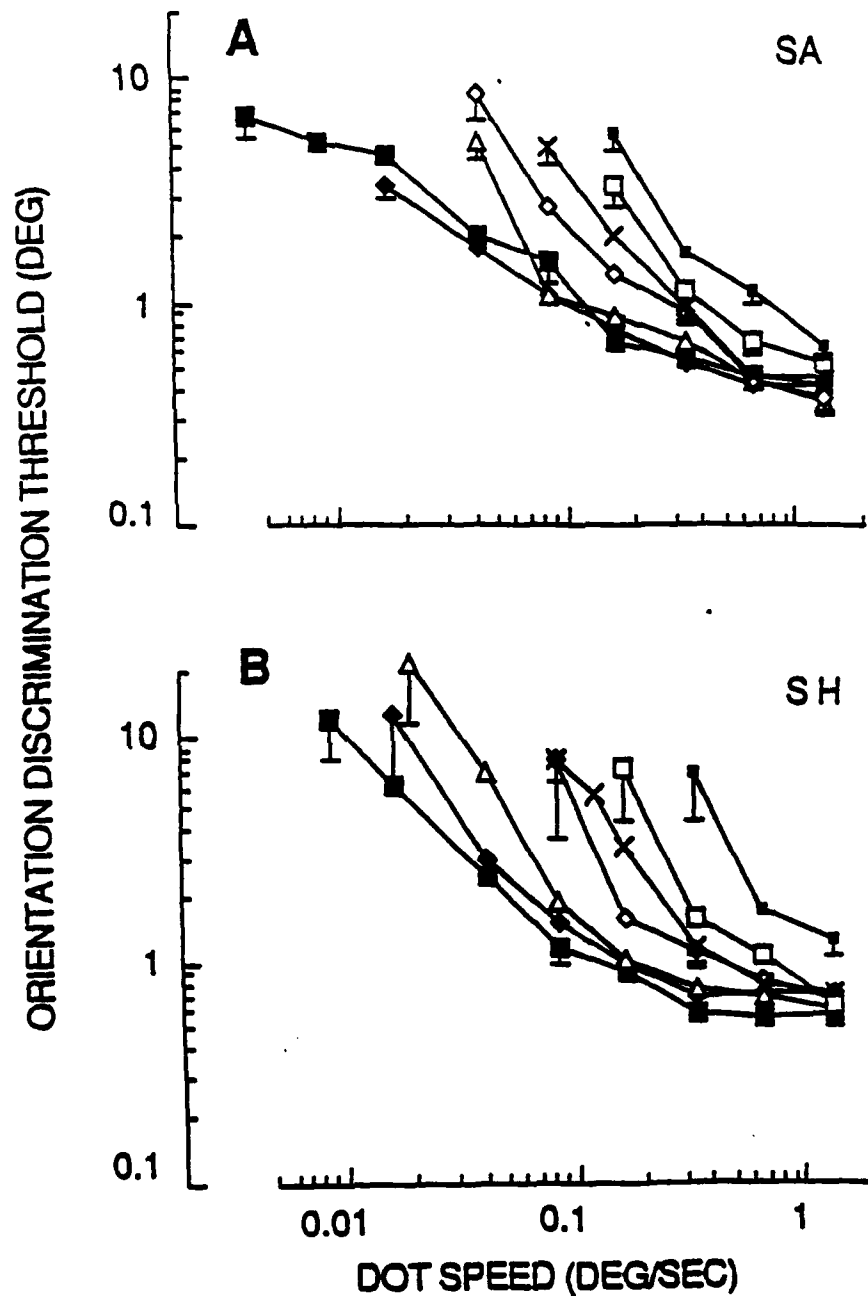 A
SA
10
1
0.1
ORIENTATION DISCRIMINATION THRESHOLD (DEG)
B
SH
10
1
0.1
0.01
0.1
1
DOT SPEED (DEG/SEC)